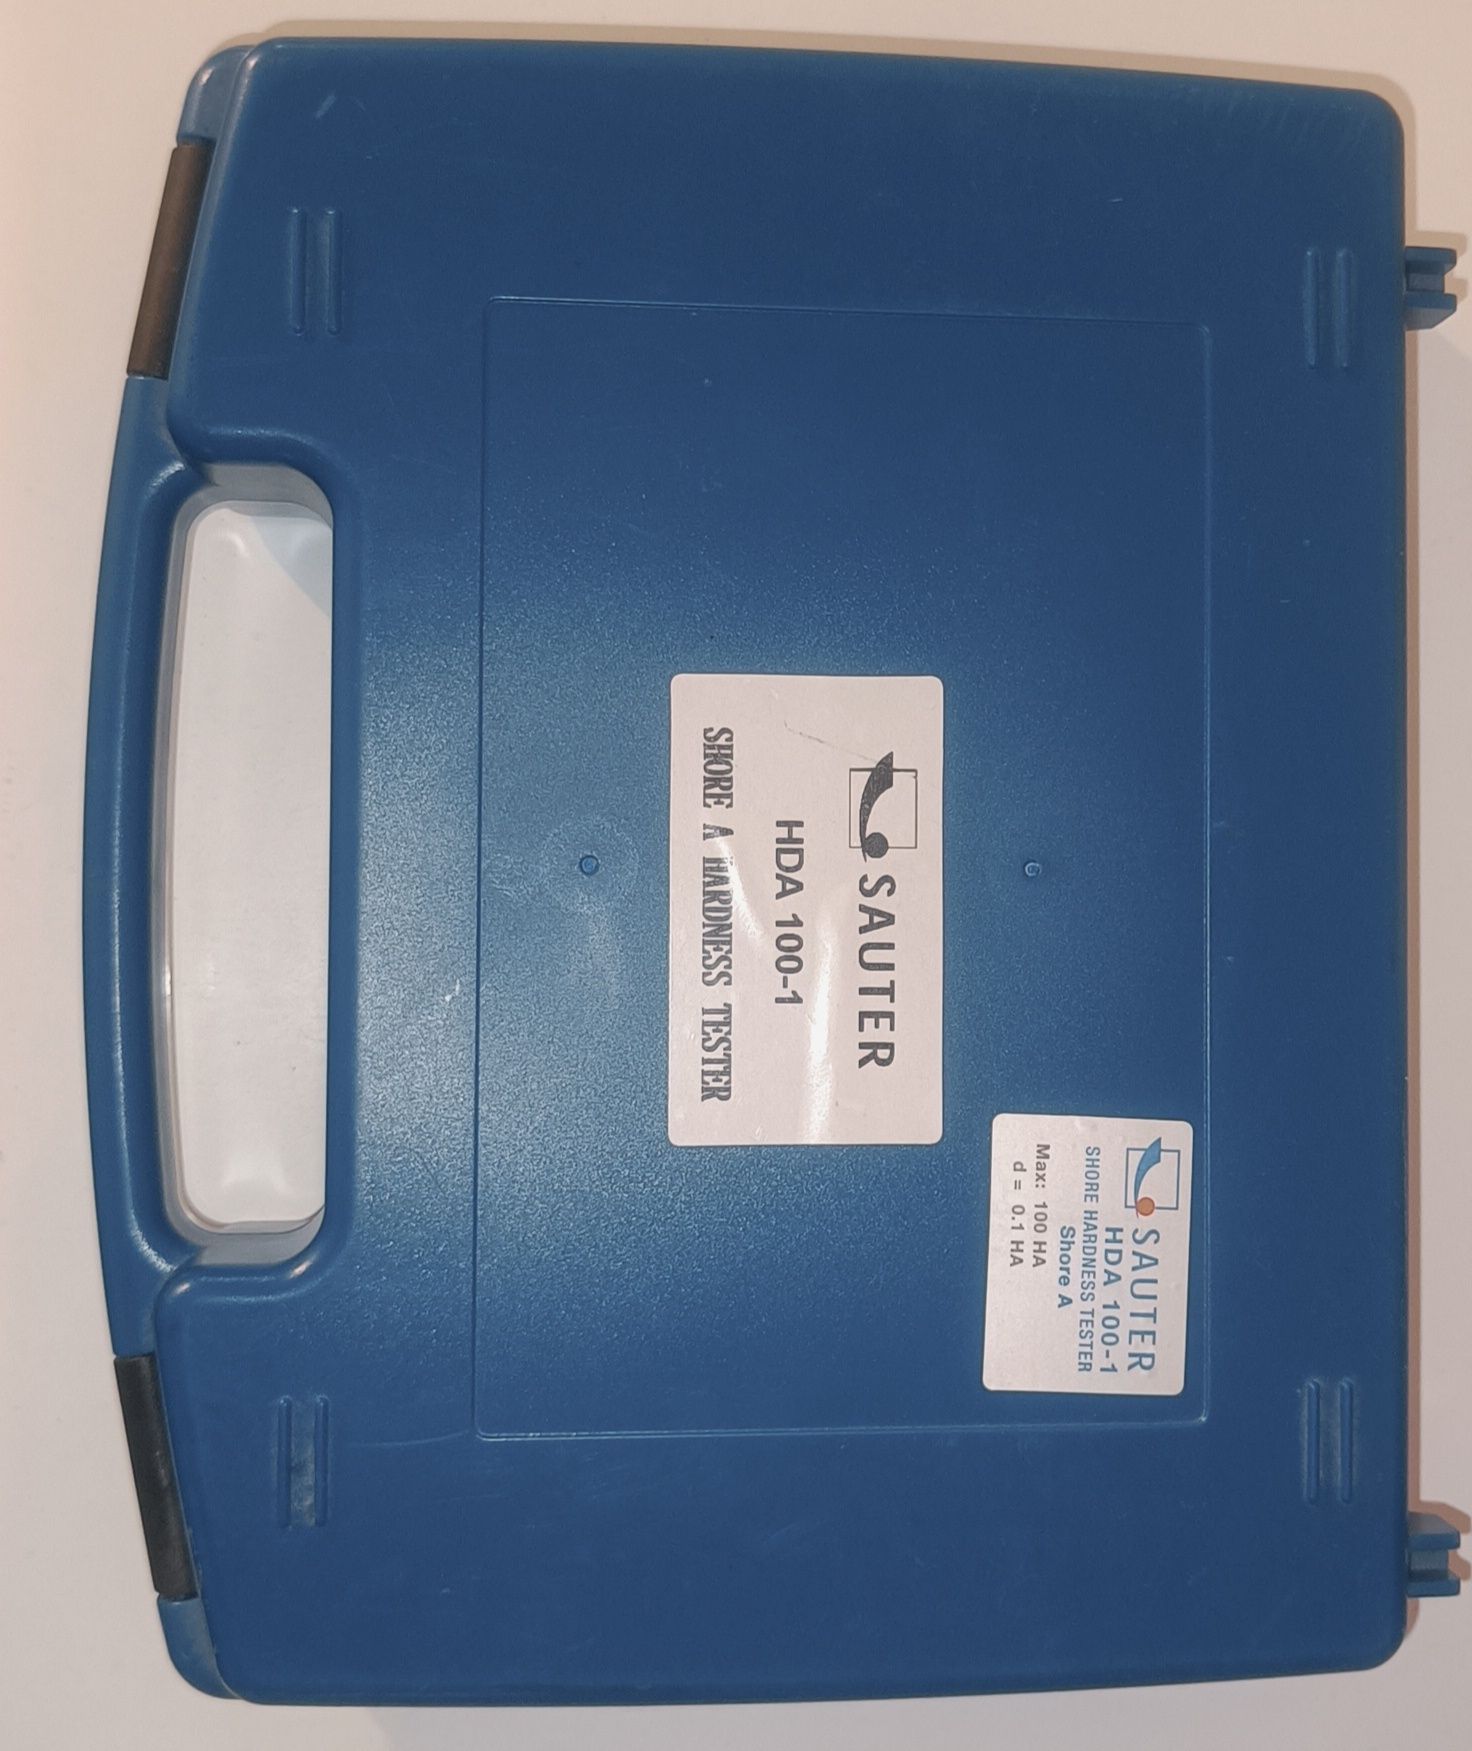 SAUTER
HDA 100-1
SHORE A HARDNESS TESTER
SAUTER
HDA 100-1
SHORE HARDNESS TESTER
Shore A
Max: 100 HA
d = 0.1 HA